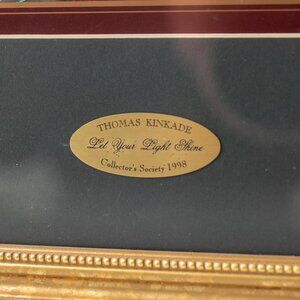 THOMAS KINKADE
Let Your Light Shine
Collector's Society 1998